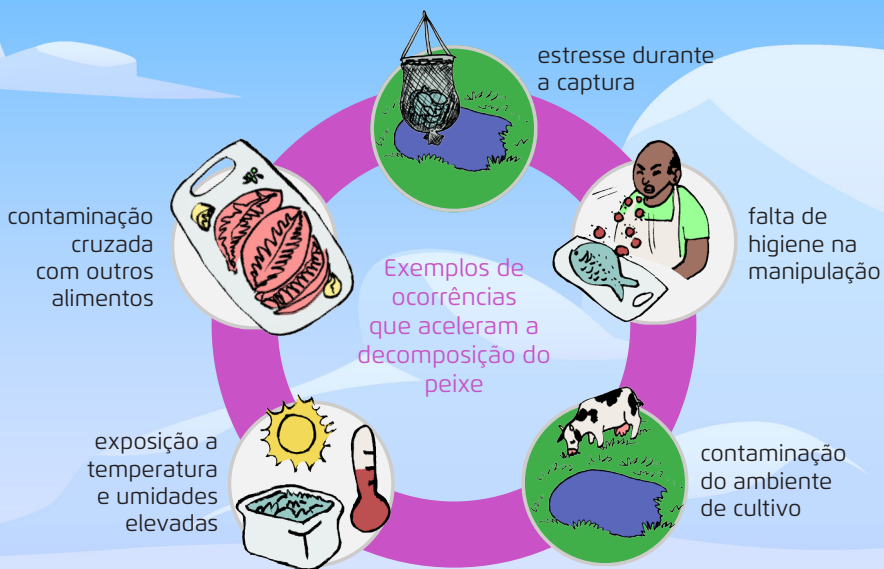 estresse durante
a captura
falta de
higiene na
manipulação
contaminação
do ambiente
de cultivo
exposição a
temperatura
e umidades
elevadas
contaminação
cruzada
com outros
alimentos
Exemplos de
ocorrências
que aceleram a
decomposição do
peixe